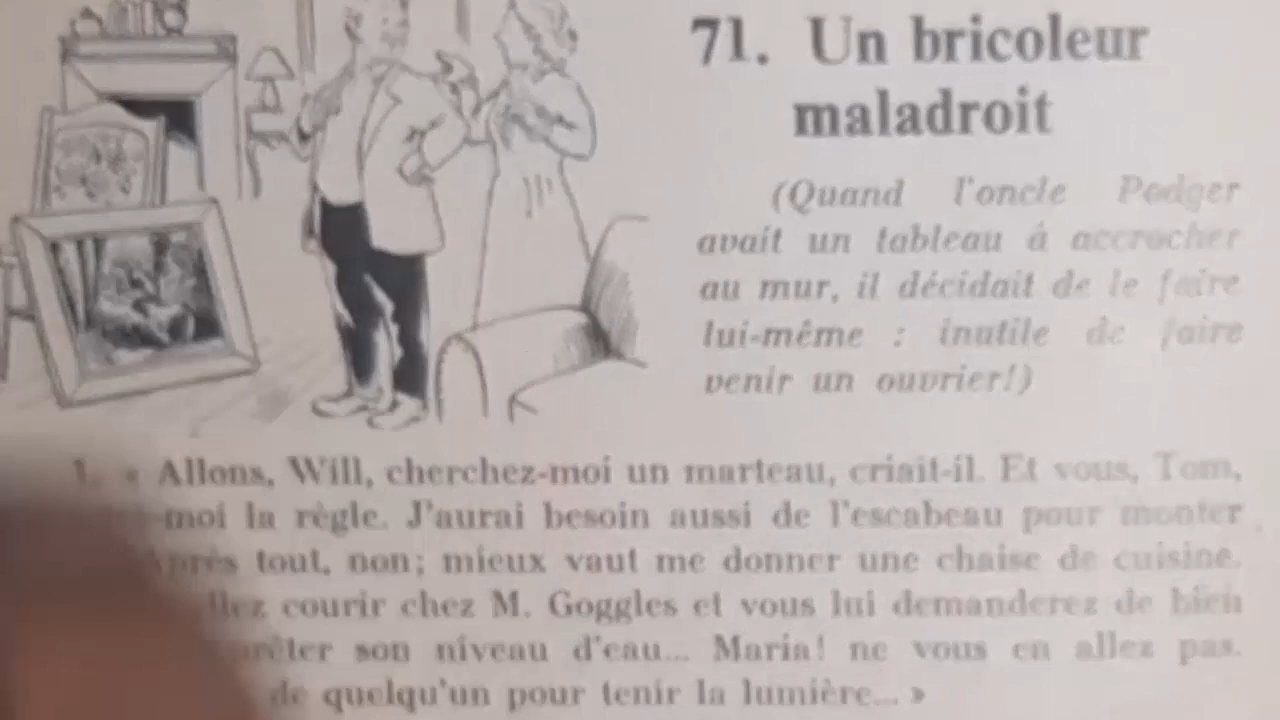 71. Un bricoleur
maladroit
(Quand l'oncle Podger
avait un tableau à accrocher
au mur, il décidait de le faire
lui-même : inutile de faire
venir un ouvrier!)
1. « Allons, Will, cherchez-moi un marteau, criait-il. Et vous, Tom,
-moi la règle. J'aurai besoin aussi de l'escabeau pour monter
tout, non; mieux vaut me donner une chaise de cuisine.
courir chez M. Goggles et vous lui demanderez de bien
son niveau d'eau... Maria! ne vous en allez pas.
de quelqu'un pour tenir la lumière... »